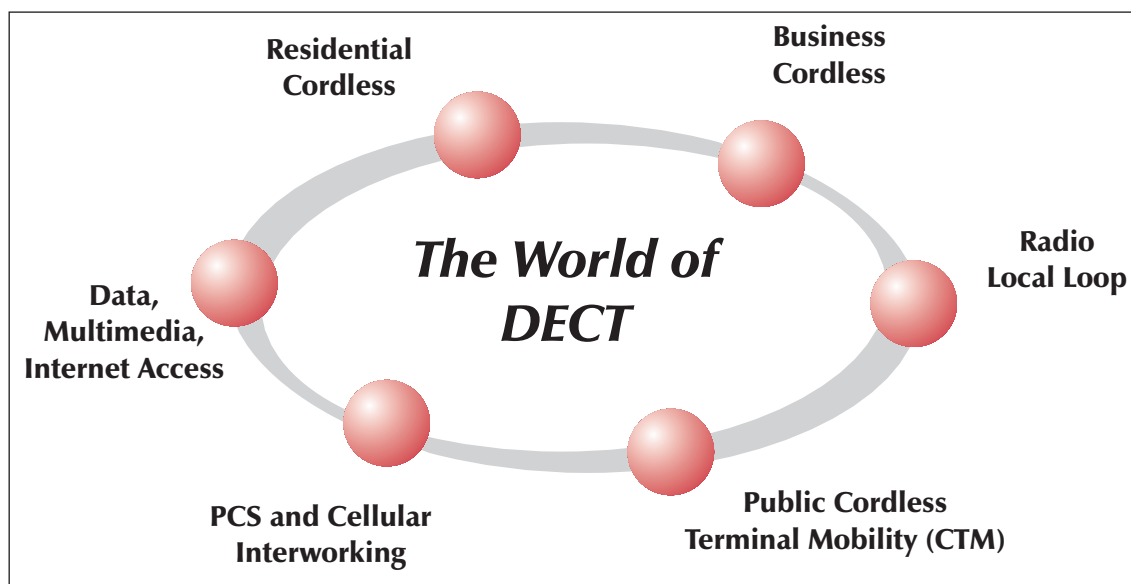 Residential
Cordless
Business
Cordless
The World of
DECT
Radio
Local Loop
Data,
Multimedia,
Internet Access
PCS and Cellular
Interworking
Public Cordless
Terminal Mobility (CTM)